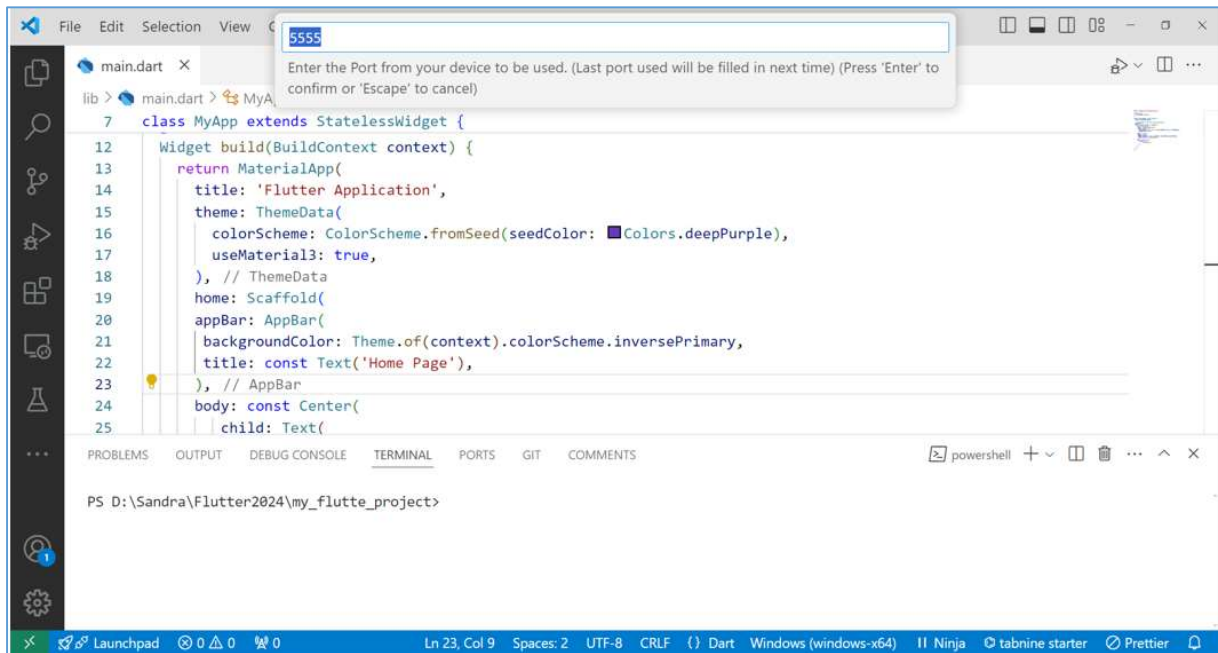 File Edit Selection View
5555
Enter the Port from your device to be used. (Last port used will be filled in next time) (Press 'Enter' to
confirm or 'Escape' to cancel)
main.dart
lib > main.dart > MyA
7 class MyApp extends StatelessWidget {
12 Widget build(BuildContext context) {
13 return MaterialApp(
14 title: 'Flutter Application',
15 theme: ThemeData(
16 colorScheme: ColorScheme.fromSeed(seedColor: Colors.deepPurple),
17 useMaterial3: true,
18 ), // ThemeData
19 home: Scaffold(
20 appBar: AppBar(
21 backgroundColor: Theme.of(context).colorScheme.inversePrimary,
22 title: const Text('Home Page'),
23 ), // AppBar
24 body: const Center(
25 child: Text(
PROBLEMS OUTPUT DEBUG CONSOLE TERMINAL PORTS GIT COMMENTS powershell
PS D:\Sandra\Flutter2024\my_flutte_project>
1
Launchpad 0 0 0 Ln 23, Col 9 Spaces: 2 UTF-8 CRLF {} Dart Windows (windows-x64) Ninja tabnine starter Prettier